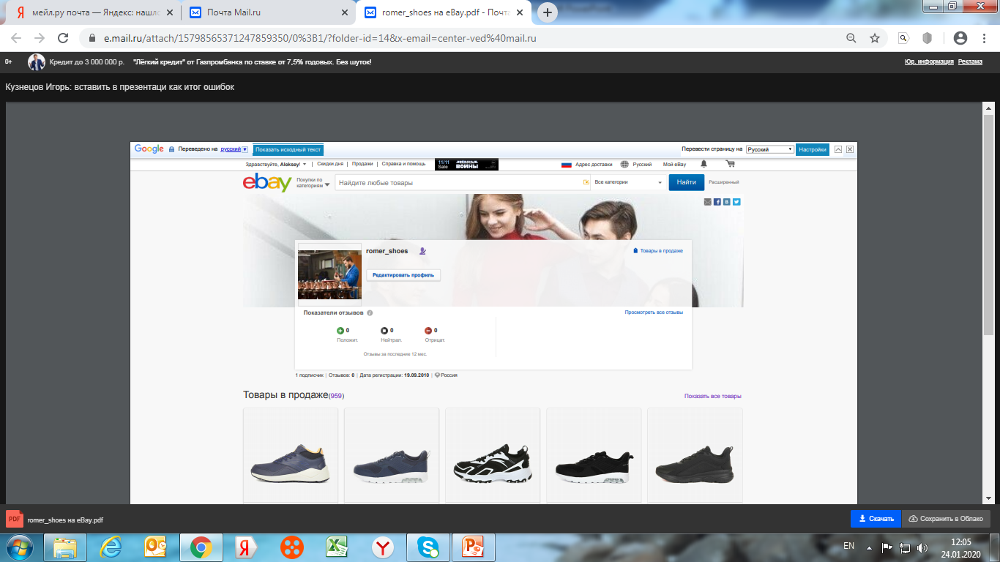 мейл.ру почта — Яндекс: нашло
Почта Mail.ru
romer_shoes на eBay.pdf - Почта
e.mail.ru/attach/15798565371247859350/0%3B1/?folder-id=14&x-email=center-ved%40mail.ru
0+ Кредит до 3 000 000 р. "Лёгкий кредит" от Газпромбанка по ставке от 7,5% годовых. Без шуток! Юр. информация Реклама
Кузнецов Игорь: вставить в презентаци как итог ошибок
Google Переведено на русский Показать исходный текст Перевести страницу на Русский Настройки
Здравствуйте, Aleksey! | Скидки дня | Продажи | Справка и помощь 11/11 Sale ЗВЁЗДНЫЕ ВОЙНЫ Адрес доставки Русский Мой eBay
ebay Покупки по категориям Найдите любые товары Все категории Найти Расширенный
romer_shoes Товары в продаже
Редактировать профиль
Показатели отзывов Просмотреть все отзывы
0 0 0
Положит. Нейтрал. Отрицат.
Отзывы за последние 12 мес.
1 подписчик | Отзывов: 0 | Дата регистрации: 19.09.2010 | Россия
Товары в продаже(959) Показать все товары
PDF romer_shoes на eBay.pdf Скачать Сохранить в Облако
EN 12:05
24.01.2020